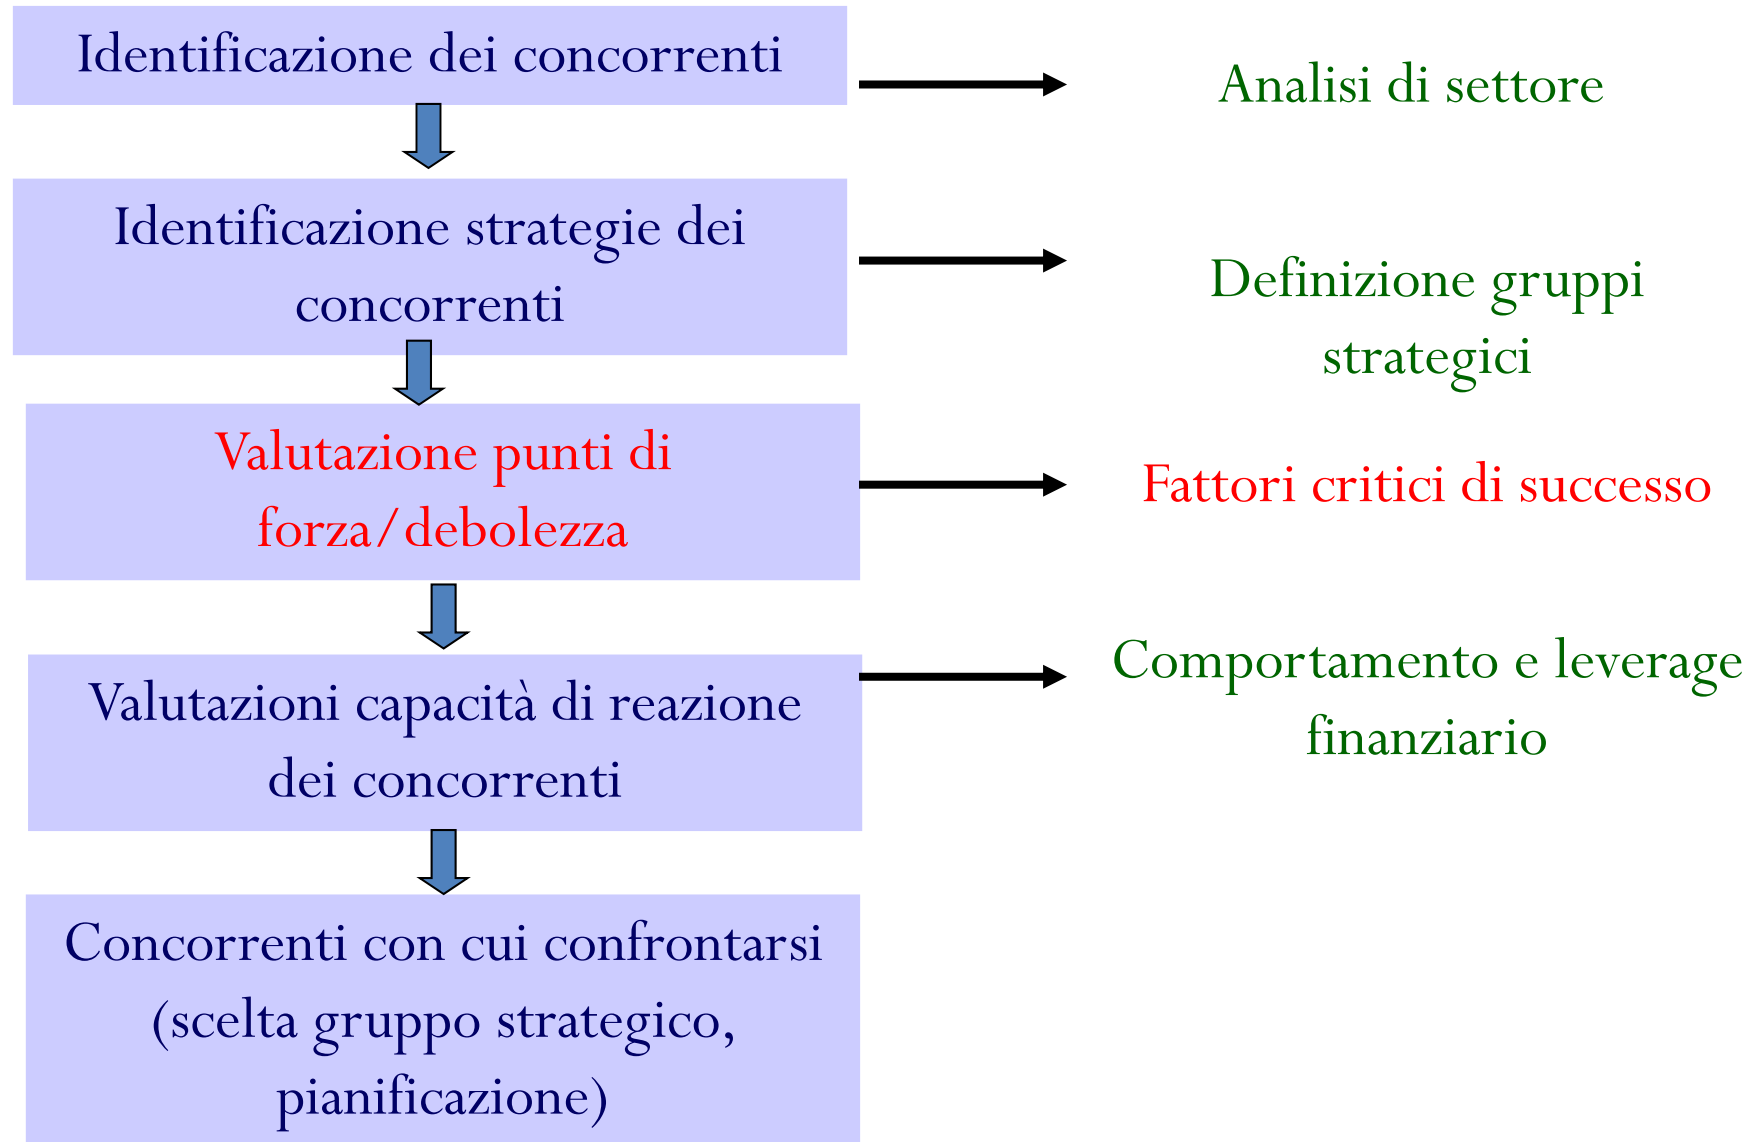 Identificazione dei concorrenti
Analisi di settore
Identificazione strategie dei
concorrenti
Definizione gruppi
strategici
Valutazione punti di
forza/debolezza
Fattori critici di successo
Valutazioni capacità di reazione
dei concorrenti
Comportamento e leverage
finanziario
Concorrenti con cui confrontarsi
(scelta gruppo strategico,
pianificazione)